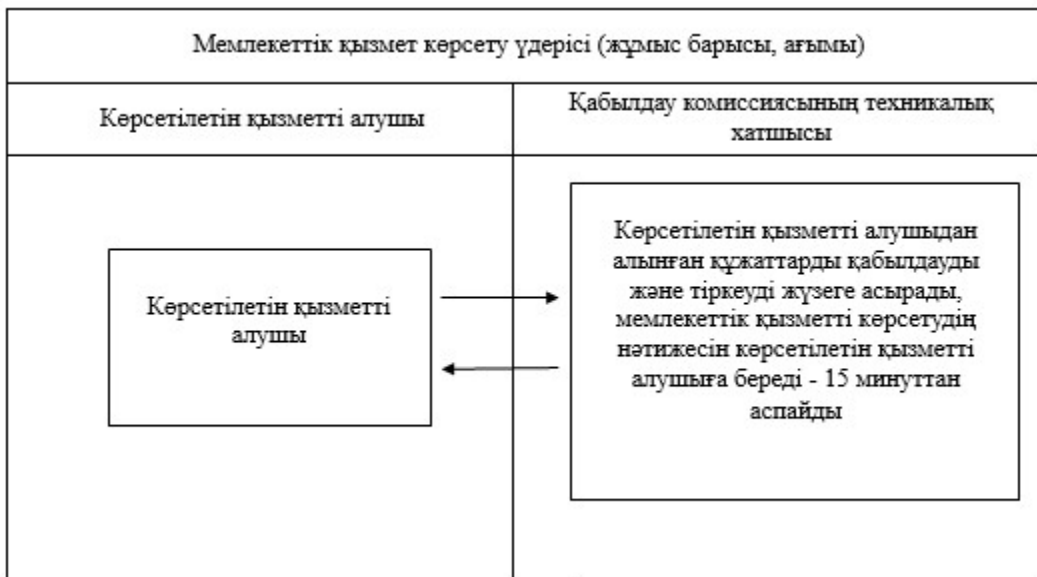 Мемлекеттік қызмет көрсету үдерісі (жұмыс барысы, ағымы)
Көрсетілетін қызметті алушы
Қабылдау комиссиясының техникалық
хатшысы
Көрсетілетін қызметті
алушы
Көрсетілетін қызметті алушыдан
алынған құжаттарды қабылдауды
және тіркеуді жүзеге асырады,
мемлекеттік қызметті көрсетудің
нәтижесін көрсетілетін қызметті
алушыға береді - 15 минуттан
аспайды